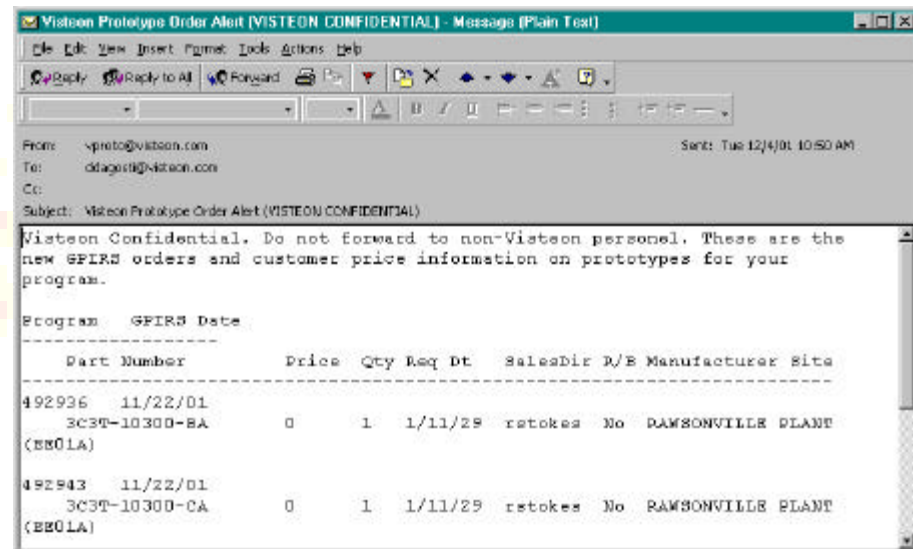 Visteon Prototype Order Alert (VISTEON CONFIDENTIAL) - Message (Plain Text)
File Edit View Insert Format Tools Actions Help
Reply Reply to All Forward
From: vproto@visteon.com Sent: Tue 12/4/01 10:50 AM
To: ddagosti@visteon.com
Cc:
Subject: Visteon Prototype Order Alert (VISTEON CONFIDENTIAL)
Visteon Confidential. Do not forward to non-Visteon personel. These are the
new GPIRS orders and customer price information on prototypes for your
program.
Program GPIRS Date
-------------------
Part Number Price Qty Req Dt SalesDir R/B Manufacturer Site
--------------------------------------------------------------------------------
492936 11/22/01
3C3T-10300-BA 0 1 1/11/29 rstokes No RAWSONVILLE PLANT
(EE01A)
492943 11/22/01
3C3T-10300-CA 0 1 1/11/29 rstokes No RAWSONVILLE PLANT
(EE01A)